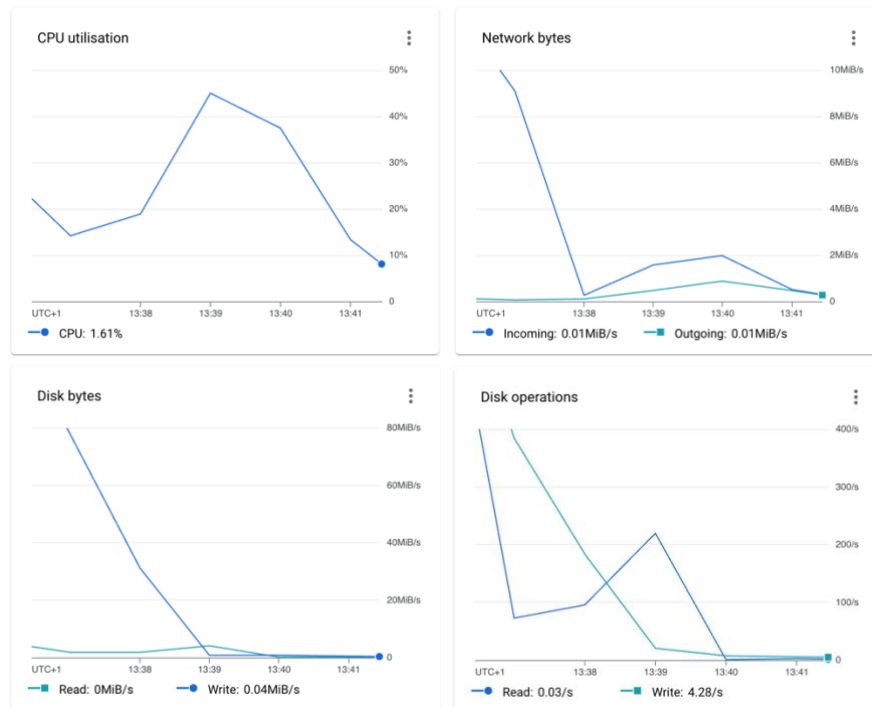 CPU utilisation
50%
40%
30%
20%
10%
0
UTC+1 13:38 13:39 13:40 13:41
CPU: 1.61%
Network bytes
10MiB/s
8MiB/s
6MiB/s
4MiB/s
2MiB/s
0
UTC+1 13:38 13:39 13:40 13:41
Incoming: 0.01MiB/s Outgoing: 0.01MiB/s
Disk bytes
80MiB/s
60MiB/s
40MiB/s
20MiB/s
0
UTC+1 13:38 13:39 13:40 13:41
Read: 0MiB/s Write: 0.04MiB/s
Disk operations
400/s
300/s
200/s
100/s
0
UTC+1 13:38 13:39 13:40 13:41
Read: 0.03/s Write: 4.28/s